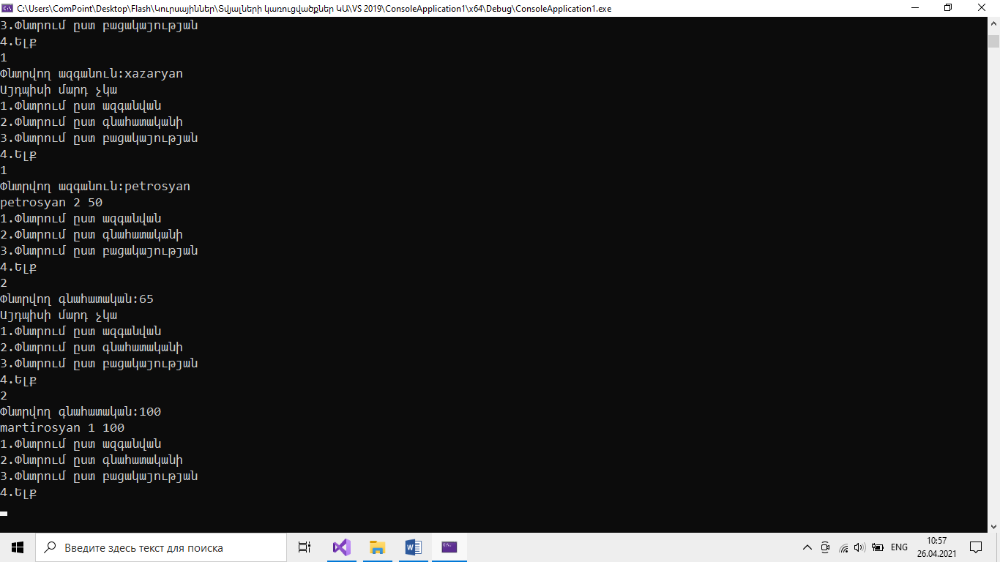 C:\Users\ComPoint\Desktop\Flash\Կուրսայիններ\Տվյալների կառուցվածքներ ԿԱ\VS 2019\ConsoleApplication1\x64\Debug\ConsoleApplication1.exe
3.Փնտրում ըստ բացակայության
4.Ելք
1
Փնտրվող ազգանուն:xazaryan
Այդպիսի մարդ չկա
1.Փնտրում ըստ ազգանվան
2.Փնտրում ըստ գնահատականի
3.Փնտրում ըստ բացակայության
4.Ելք
1
Փնտրվող ազգանուն:petrosyan
petrosyan 2 50
1.Փնտրում ըստ ազգանվան
2.Փնտրում ըստ գնահատականի
3.Փնտրում ըստ բացակայության
4.Ելք
2
Փնտրվող գնահատական:65
Այդպիսի մարդ չկա
1.Փնտրում ըստ ազգանվան
2.Փնտրում ըստ գնահատականի
3.Փնտրում ըստ բացակայության
4.Ելք
2
Փնտրվող գնահատական:100
martirosyan 1 100
1.Փնտրում ըստ ազգանվան
2.Փնտրում ըստ գնահատականի
3.Փնտրում ըստ բացակայության
4.Ելք
Введите здесь текст для поиска
ENG
10:57
26.04.2021